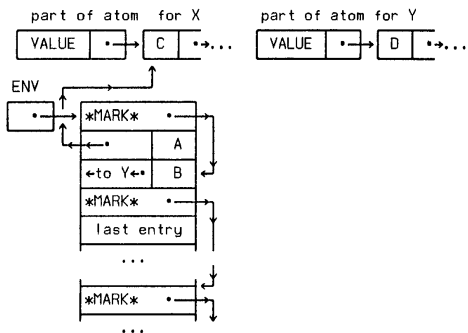 part of atom for X
part of atom for Y
VALUE C ...
VALUE D ...
ENV
*MARK*
A
to Y B
*MARK*
last entry
...
*MARK*
...